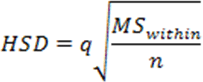 HSD = q√(MS_within / n)